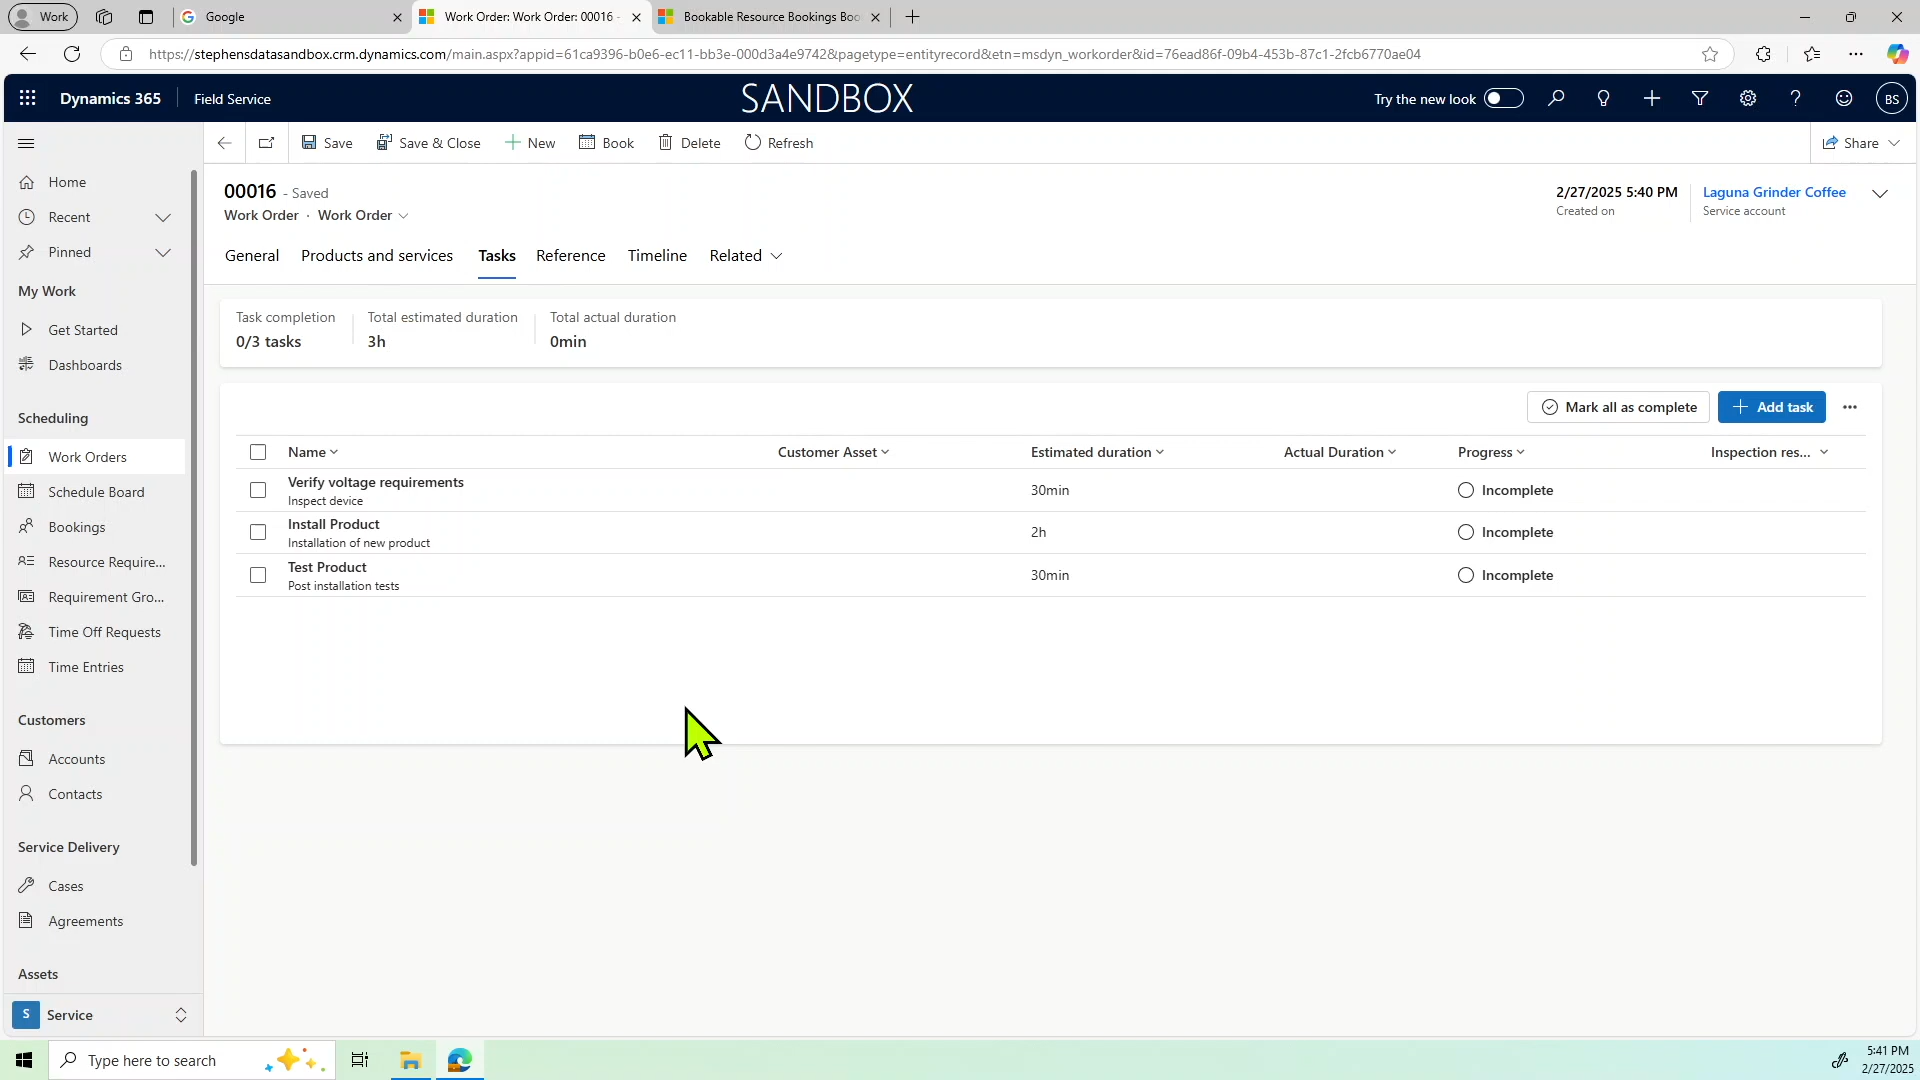 Work
Google
Work Order: Work Order: 00016 -
Bookable Resource Bookings Boo
https://stephensdatasandbox.crm.dynamics.com/main.aspx?appid=61ca9396-b0e6-ec11-bb3e-000d3a4e9742&pagetype=entityrecord&etn=msdyn_workorder&id=76ead86f-09b4-453b-87c1-2fcb6770ae04
Dynamics 365
Field Service
SANDBOX
Try the new look
BS
Save
Save & Close
New
Book
Delete
Refresh
Share
Home
Recent
Pinned
My Work
Get Started
Dashboards
Scheduling
Work Orders
Schedule Board
Bookings
Resource Require...
Requirement Gro...
Time Off Requests
Time Entries
Customers
Accounts
Contacts
Service Delivery
Cases
Agreements
Assets
S
Service
00016 - Saved
Work Order · Work Order
2/27/2025 5:40 PM
Created on
Laguna Grinder Coffee
Service account
General
Products and services
Tasks
Reference
Timeline
Related
Task completion
0/3 tasks
Total estimated duration
3h
Total actual duration
0min
Mark all as complete
Add task
Name
Customer Asset
Estimated duration
Actual Duration
Progress
Inspection res...
Verify voltage requirements
Inspect device
30min
Incomplete
Install Product
Installation of new product
2h
Incomplete
Test Product
Post installation tests
30min
Incomplete
Type here to search
5:41 PM
2/27/2025